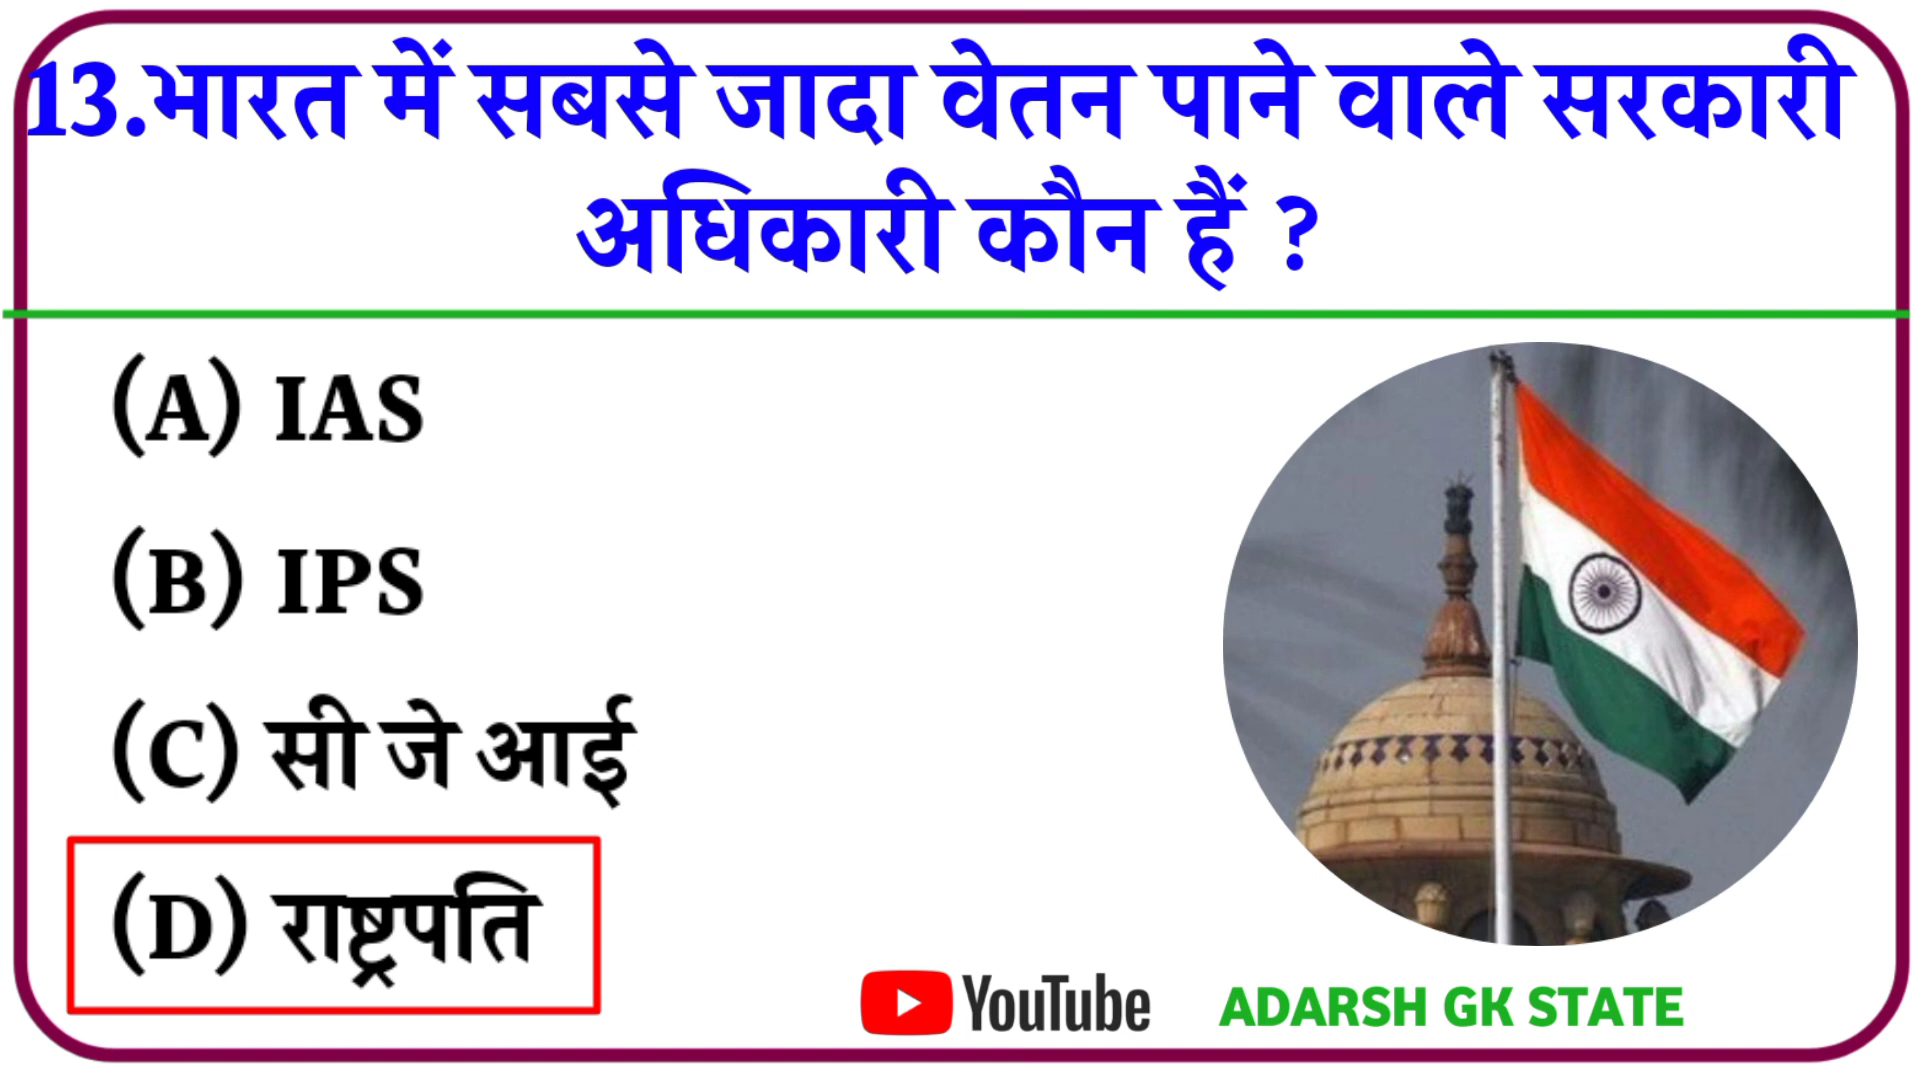 13.भारत में सबसे जादा वेतन पाने वाले सरकारी
अधिकारी कौन हैं ?
(A) IAS
(B) IPS
(C) सी जे आई
(D) राष्ट्रपति
YouTube ADARSH GK STATE